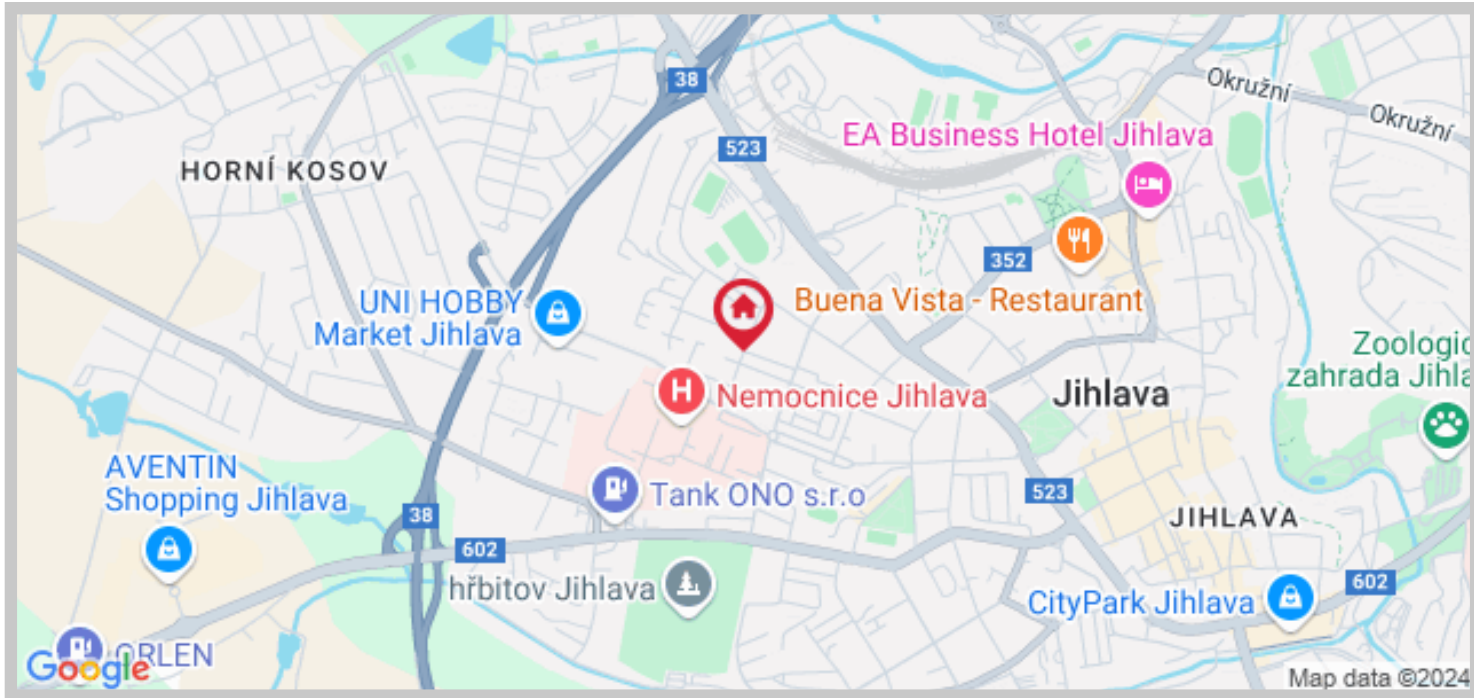 38
Okružní
Okružní
EA Business Hotel Jihlava
523
HORNÍ KOSOV
352
UNI HOBBY
Market Jihlava
Buena Vista - Restaurant
Zoologic
zahrada Jihla
H
Nemocnice Jihlava
Jihlava
AVENTIN
Shopping Jihlava
Tank ONO s.r.o
523
38
JIHLAVA
602
hřbitov Jihlava
602
CityPark Jihlava
ORLEN
Google
Map data ©2024